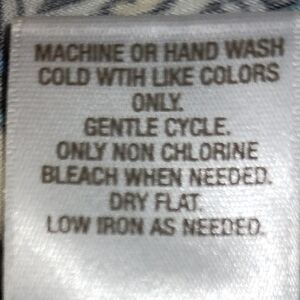 MACHINE OR HAND WASH
COLD WTIH LIKE COLORS
ONLY.
GENTLE CYCLE.
ONLY NON CHLORINE
BLEACH WHEN NEEDED.
DRY FLAT.
LOW IRON AS NEEDED.